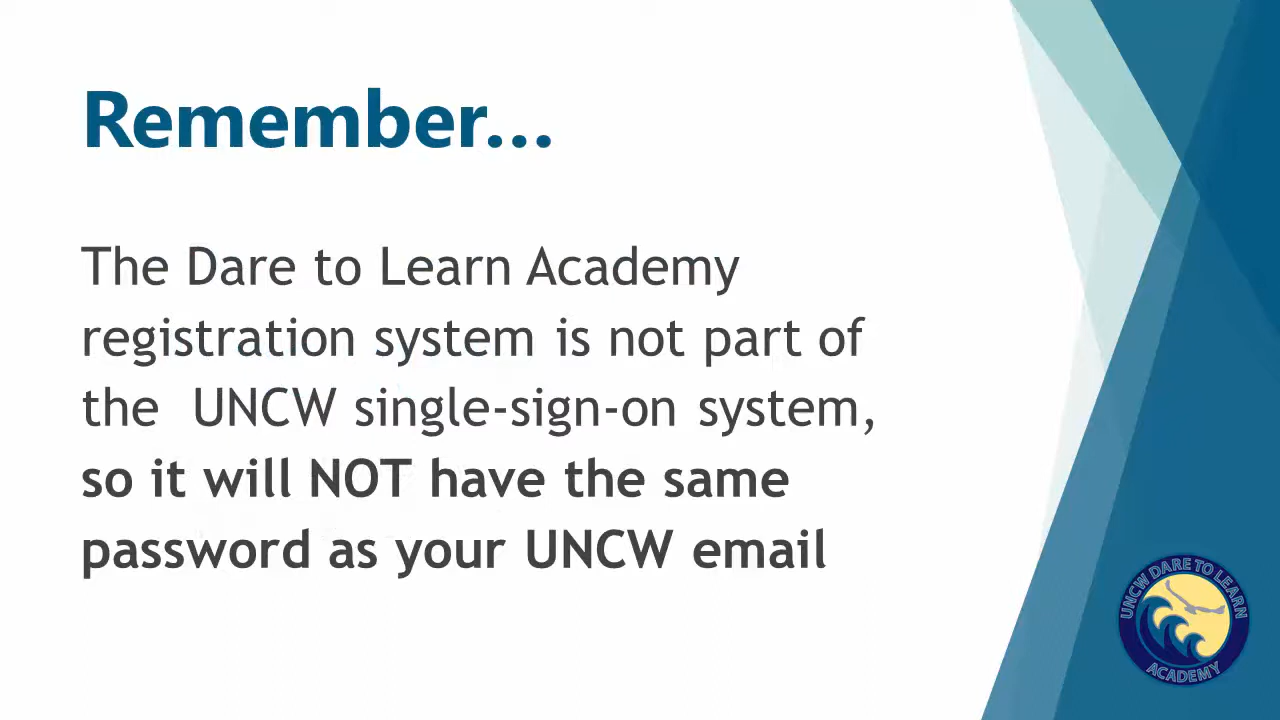 Remember...
The Dare to Learn Academy
registration system is not part of
the  UNCW single-sign-on system,
so it will NOT have the same
password as your UNCW email
UNCW DARE TO LEARN
ACADEMY